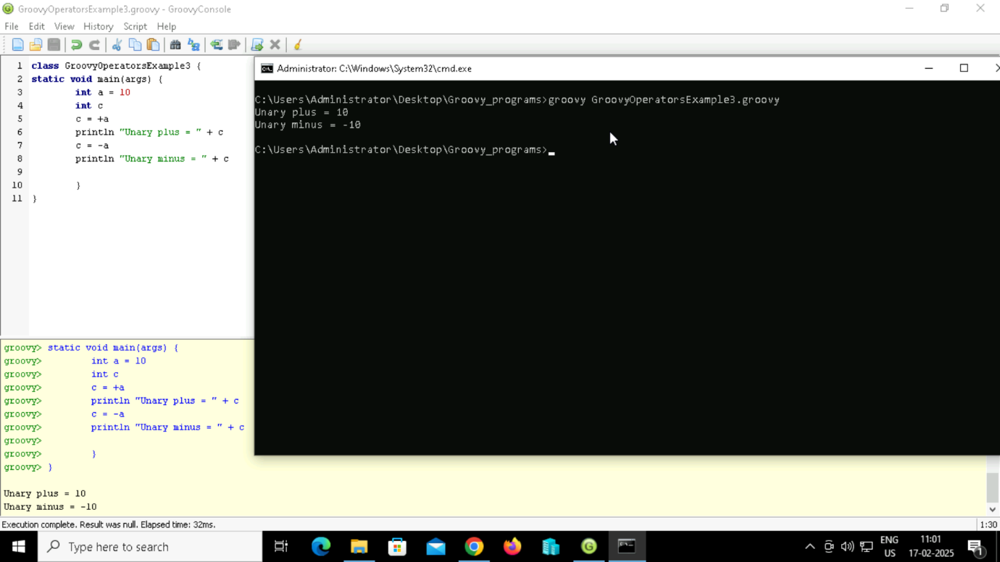 GroovyOperatorsExample3.groovy - GroovyConsole
File Edit View History Script Help
1 class GroovyOperatorsExample3 {
2 static void main(args) {
3 int a = 10
4 int c
5 c = +a
6 println "Unary plus = " + c
7 c = -a
8 println "Unary minus = " + c
9
10 }
11 }
Administrator: C:\Windows\System32\cmd.exe
C:\Users\Administrator\Desktop\Groovy_programs>groovy GroovyOperatorsExample3.groovy
Unary plus = 10
Unary minus = -10
C:\Users\Administrator\Desktop\Groovy_programs>
groovy> static void main(args) {
groovy> int a = 10
groovy> int c
groovy> c = +a
groovy> println "Unary plus = " + c
groovy> c = -a
groovy> println "Unary minus = " + c
groovy>
groovy> }
groovy> }
Unary plus = 10
Unary minus = -10
Execution complete. Result was null. Elapsed time: 32ms.
1:30
Type here to search
ENG
US
11:01
17-02-2025
1